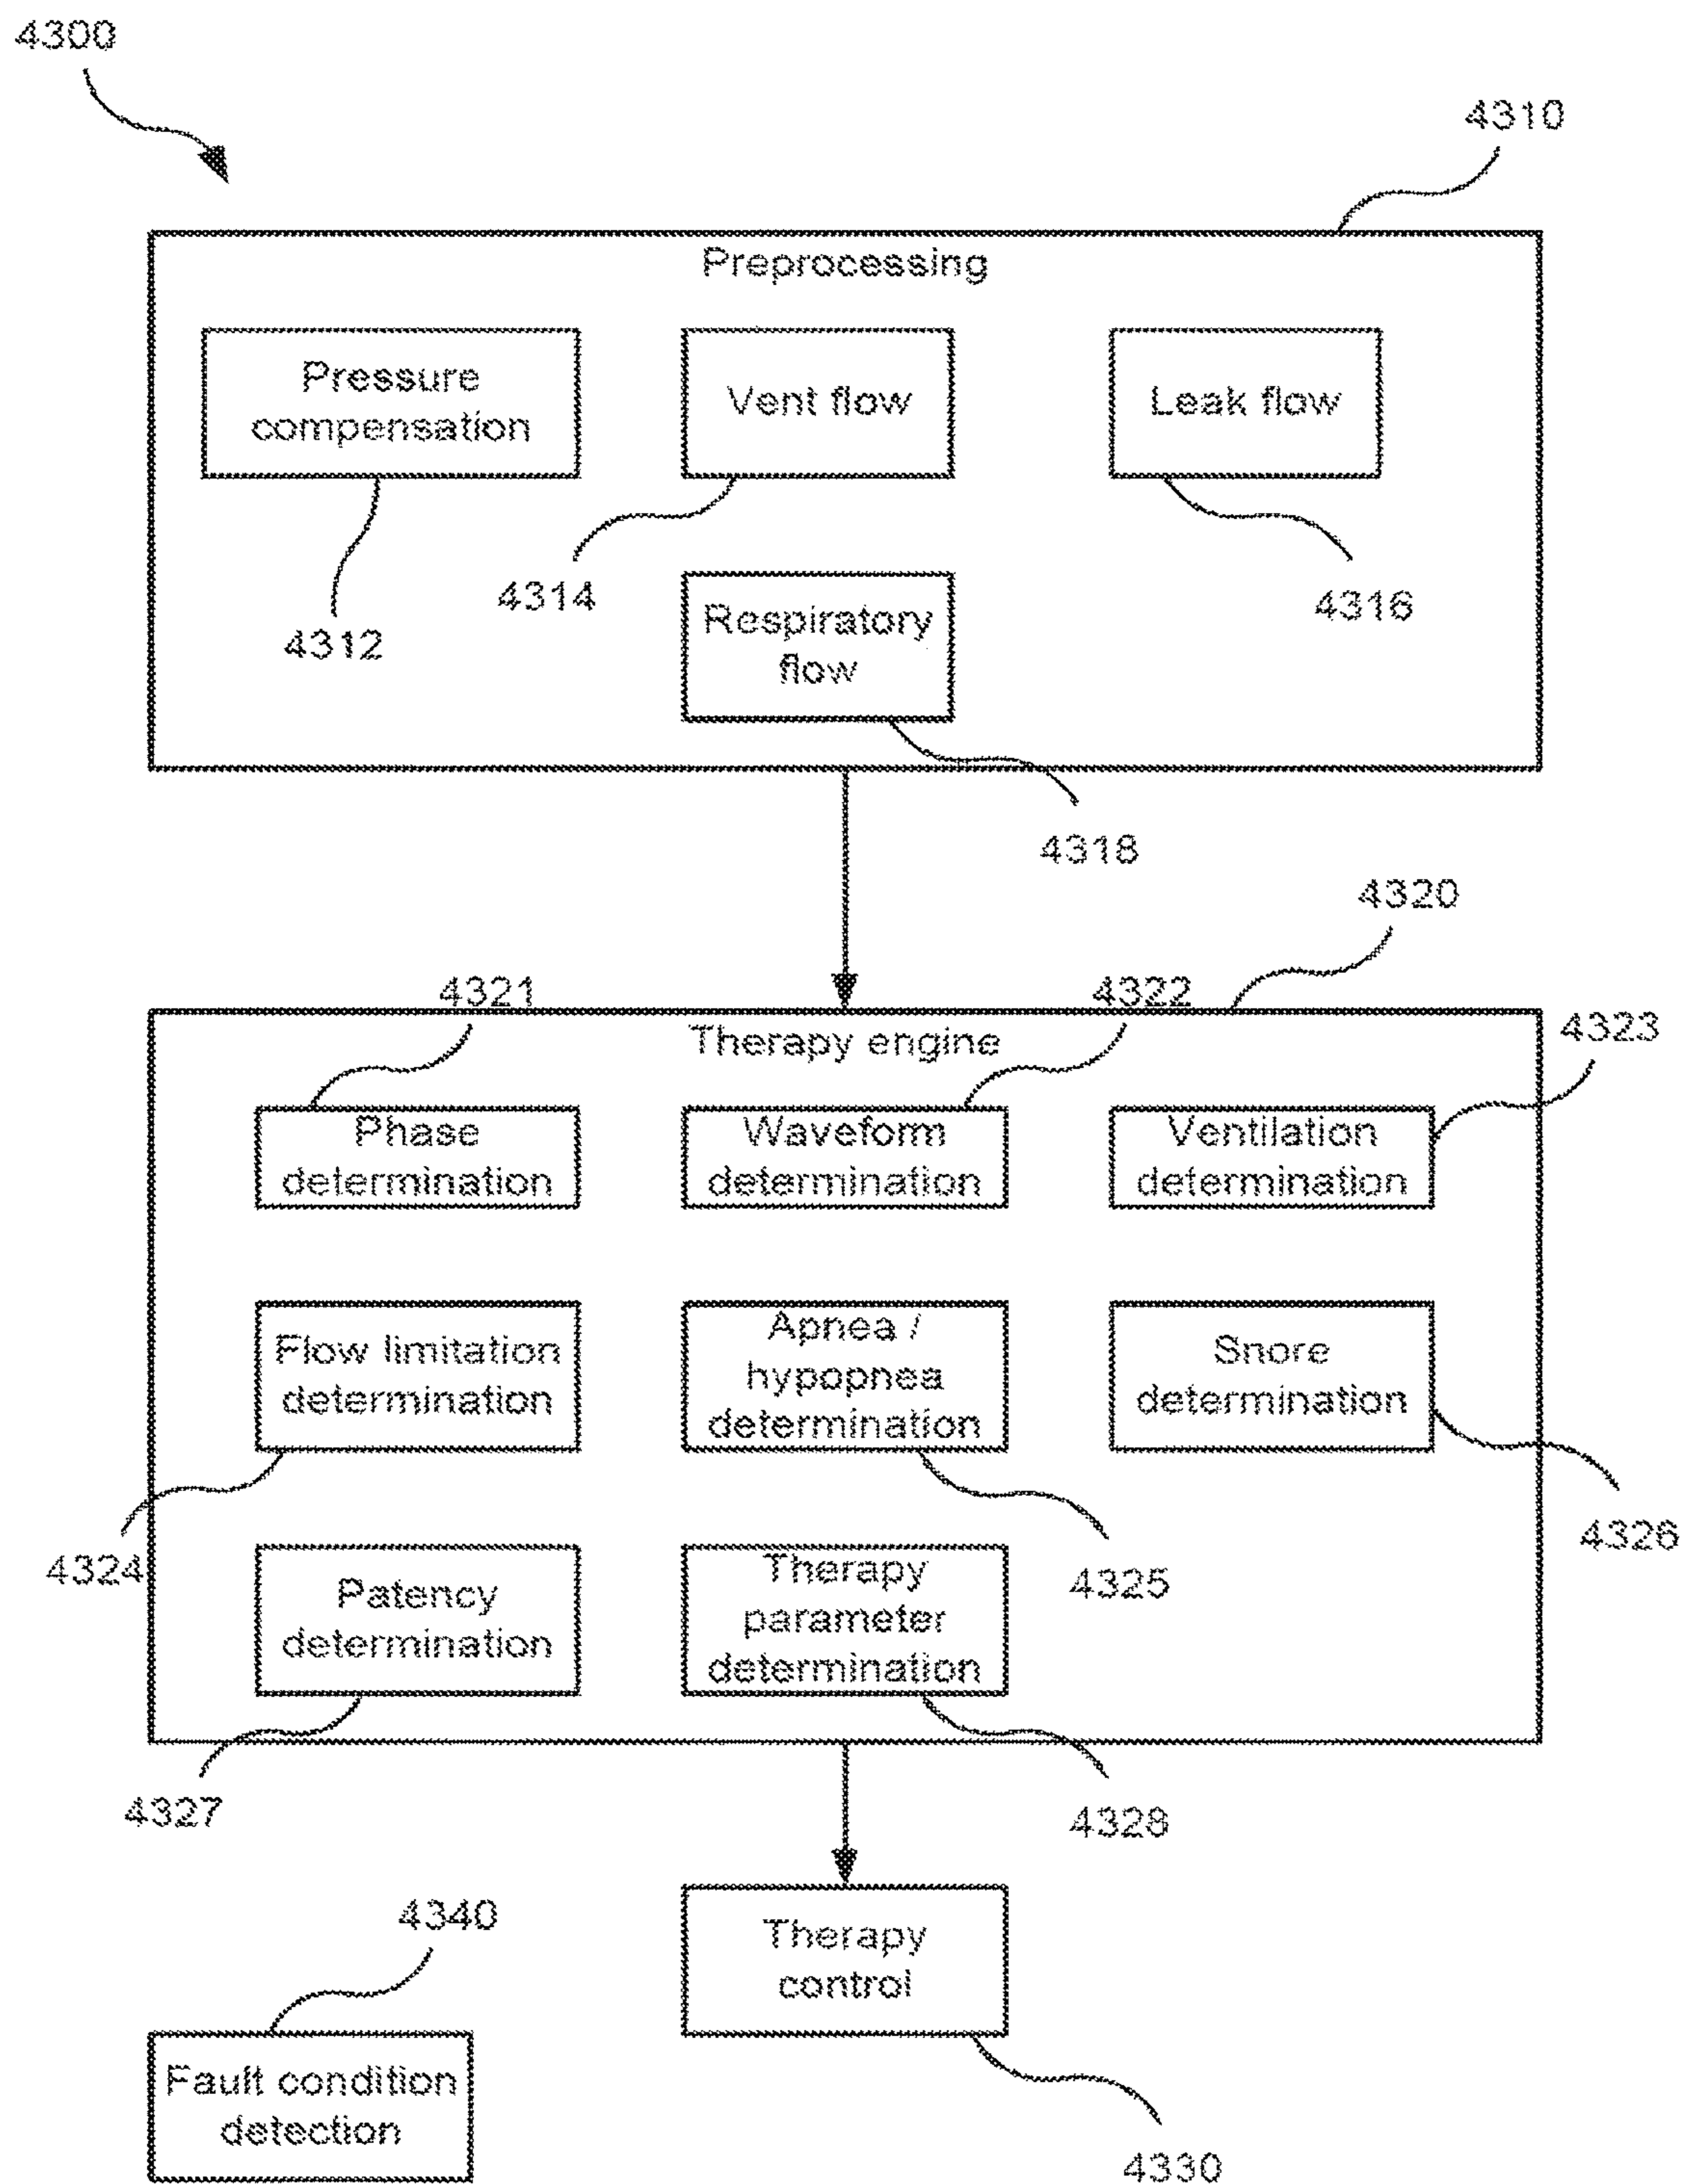 4300
4310
Preprocessing
Pressure
compensation
Vent flow
Leak flow
4312
4314
4316
Respiratory
flow
4318
4320
4321
4322
4323
Therapy engine
Phase
determination
Waveform
determination
Ventilation
determination
Flow limitation
determination
Apnea /
hypopnea
determination
Snore
determination
4324
4325
4326
Patency
determination
Therapy
parameter
determination
4327
4328
Therapy
control
4340
Fault condition
detection
4330